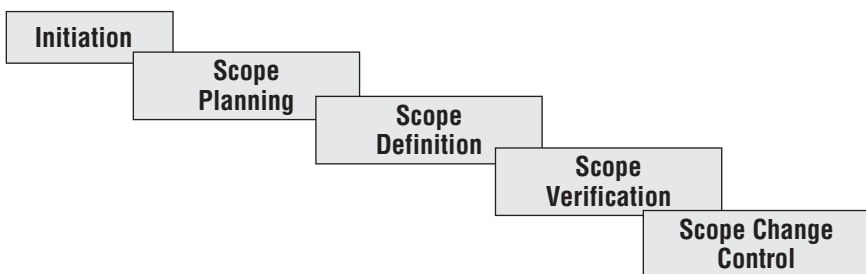 Initiation
Scope
Planning
Scope
Definition
Scope
Verification
Scope Change
Control